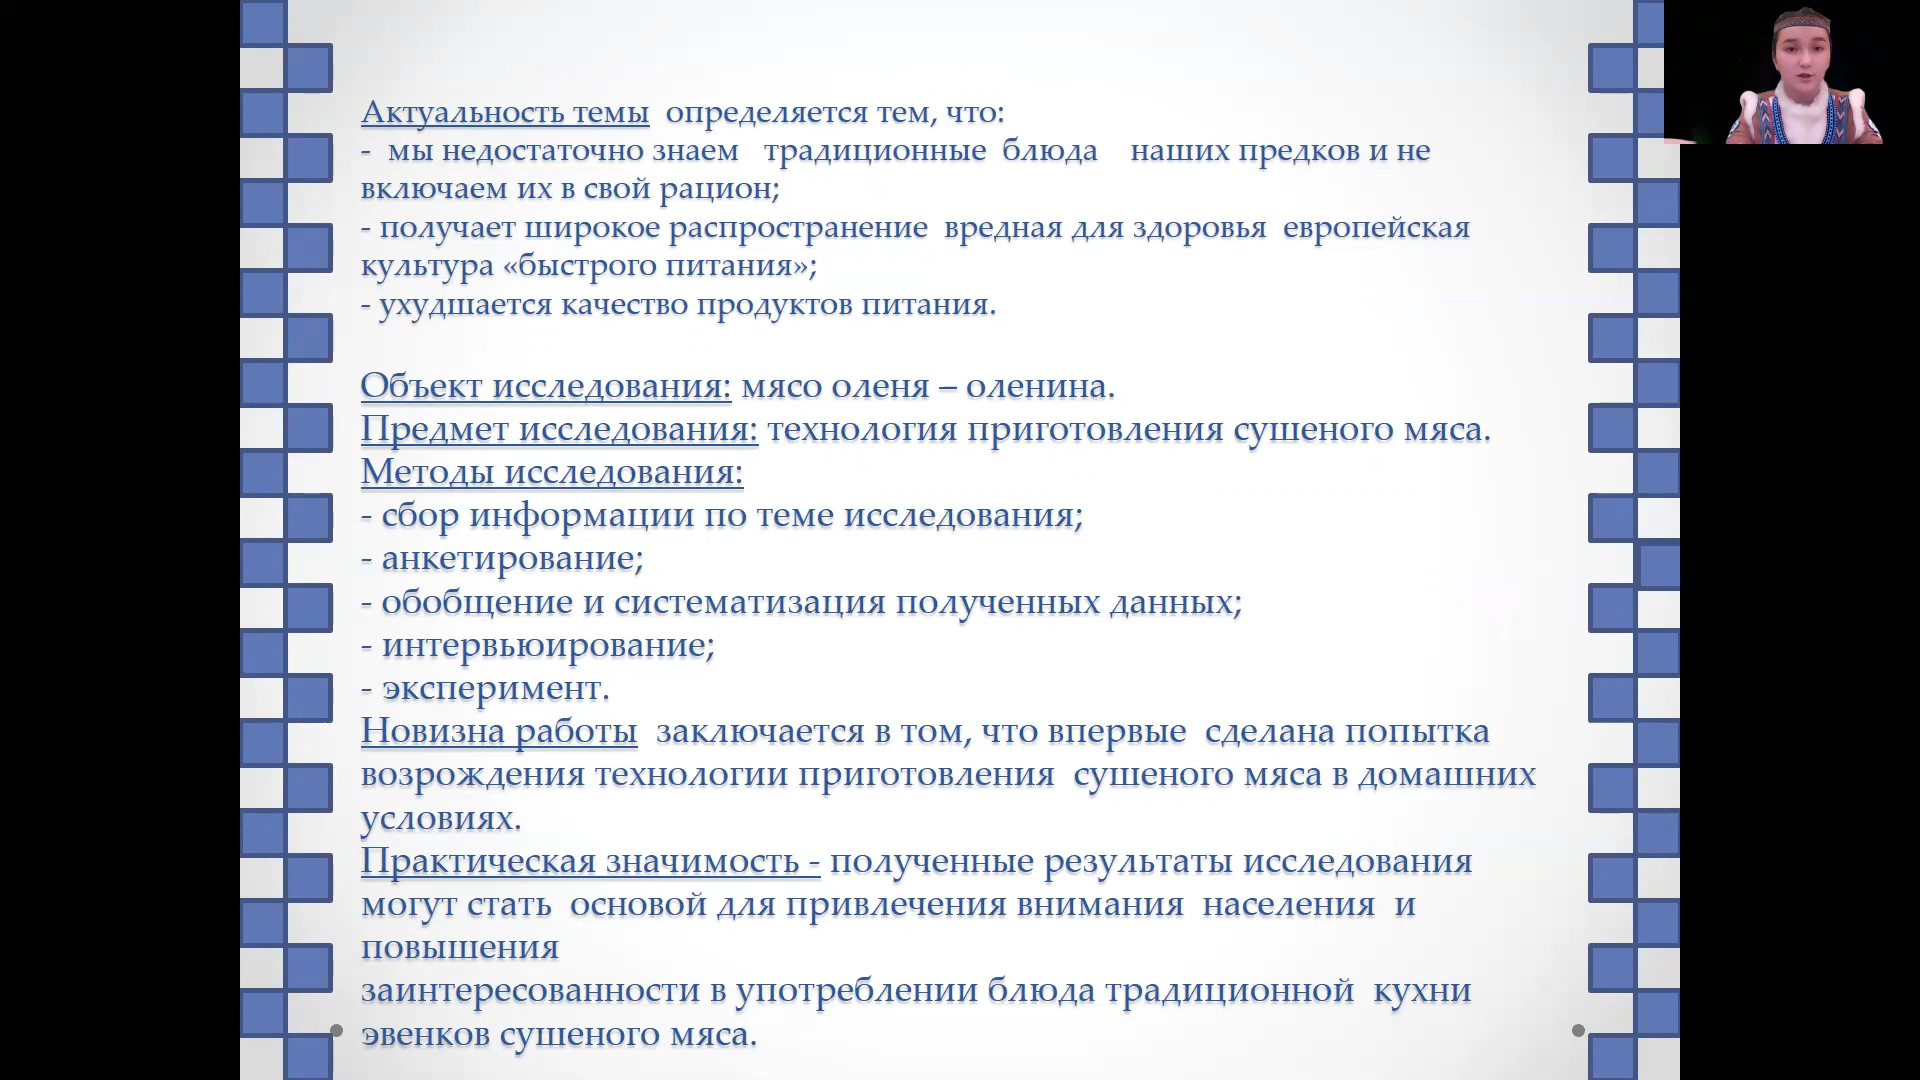 Актуальность темы определяется тем, что:
- мы недостаточно знаем традиционные блюда наших предков и не
включаем их в свой рацион;
- получает широкое распространение вредная для здоровья европейская
культура «быстрого питания»;
- ухудшается качество продуктов питания.
Объект исследования: мясо оленя – оленина.
Предмет исследования: технология приготовления сушеного мяса.
Методы исследования:
- сбор информации по теме исследования;
- анкетирование;
- обобщение и систематизация полученных данных;
- интервьюирование;
- эксперимент.
Новизна работы заключается в том, что впервые сделана попытка
возрождения технологии приготовления сушеного мяса в домашних
условиях.
Практическая значимость - полученные результаты исследования
могут стать основой для привлечения внимания населения и
повышения
заинтересованности в употреблении блюда традиционной кухни
эвенков сушеного мяса.